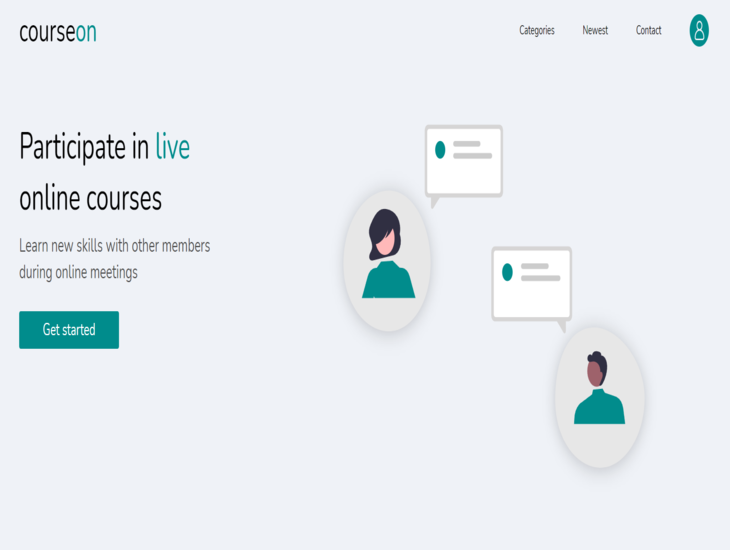 courseon
Categories Newest Contact
Participate in live
online courses
Learn new skills with other members
during online meetings
Get started